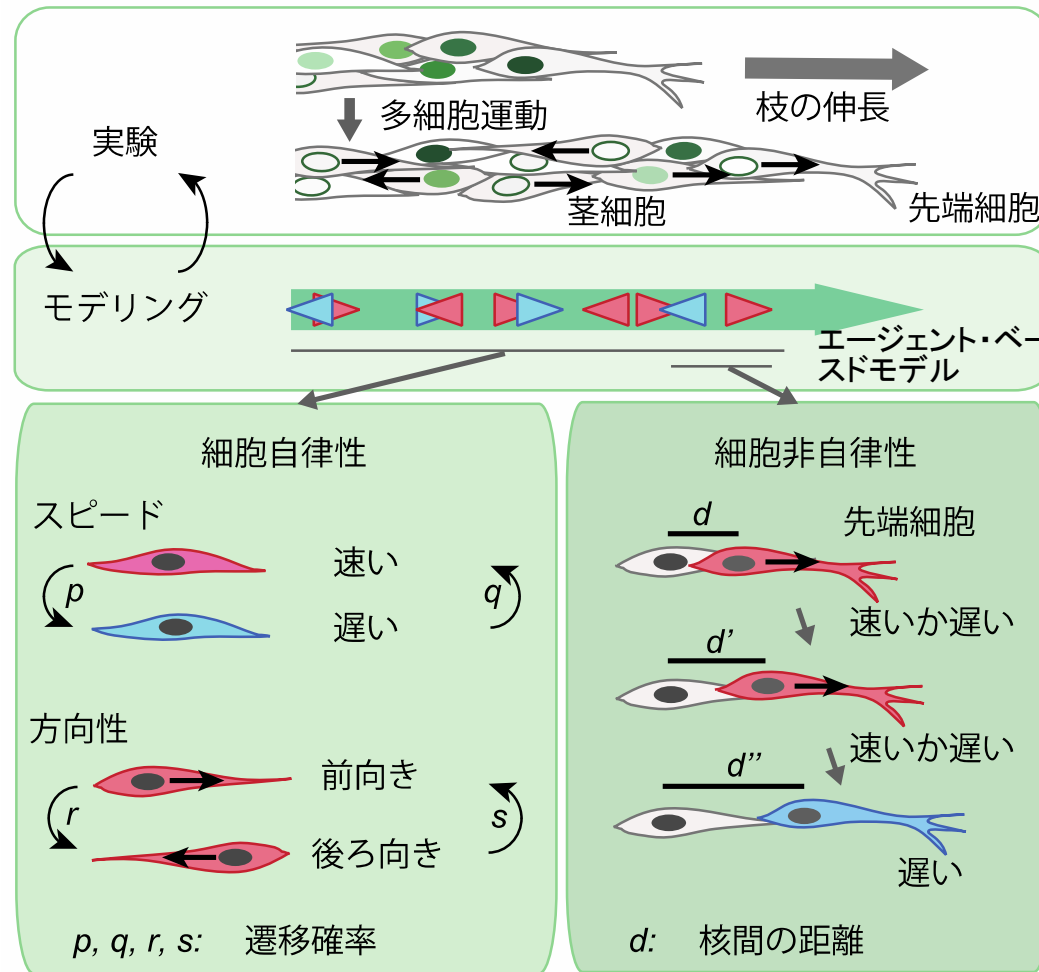 枝の伸長
多細胞運動
実験
茎細胞
先端細胞
モデリング
エージェント・ベー
スドモデル
細胞自律性
スピード
速い
p
q
遅い
方向性
前向き
r
s
後ろ向き
p, q, r, s: 遷移確率
細胞非自律性
d
先端細胞
速いか遅い
d’
速いか遅い
d’’
遅い
d: 核間の距離